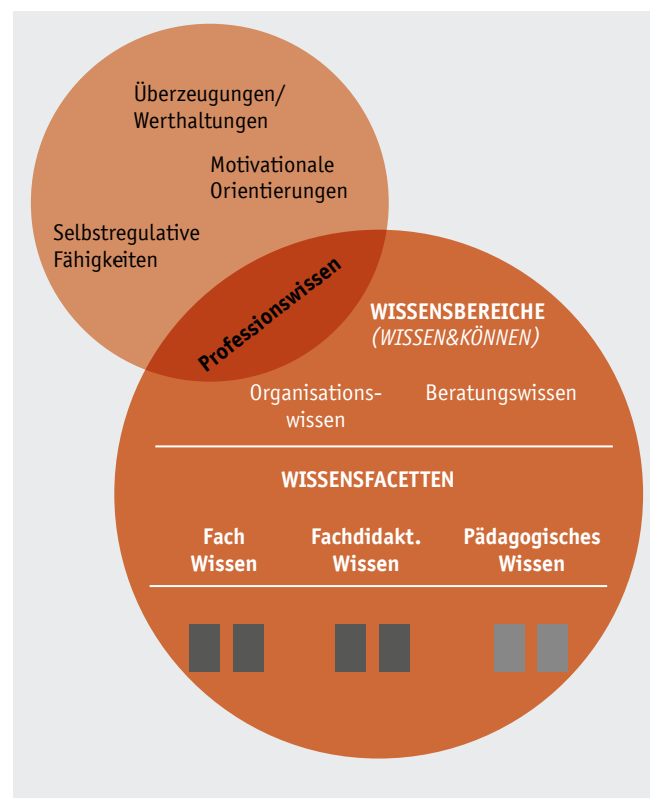 Überzeugungen/
Werthaltungen
Motivationale
Orientierungen
Selbstregulative
Fähigkeiten
Professionswissen
WISSENSBEREICHE
(WISSEN&KÖNNEN)
Organisations-
wissen
Beratungswissen
WISSENSFACETTEN
Fach
Wissen
Fachdidakt.
Wissen
Pädagogisches
Wissen